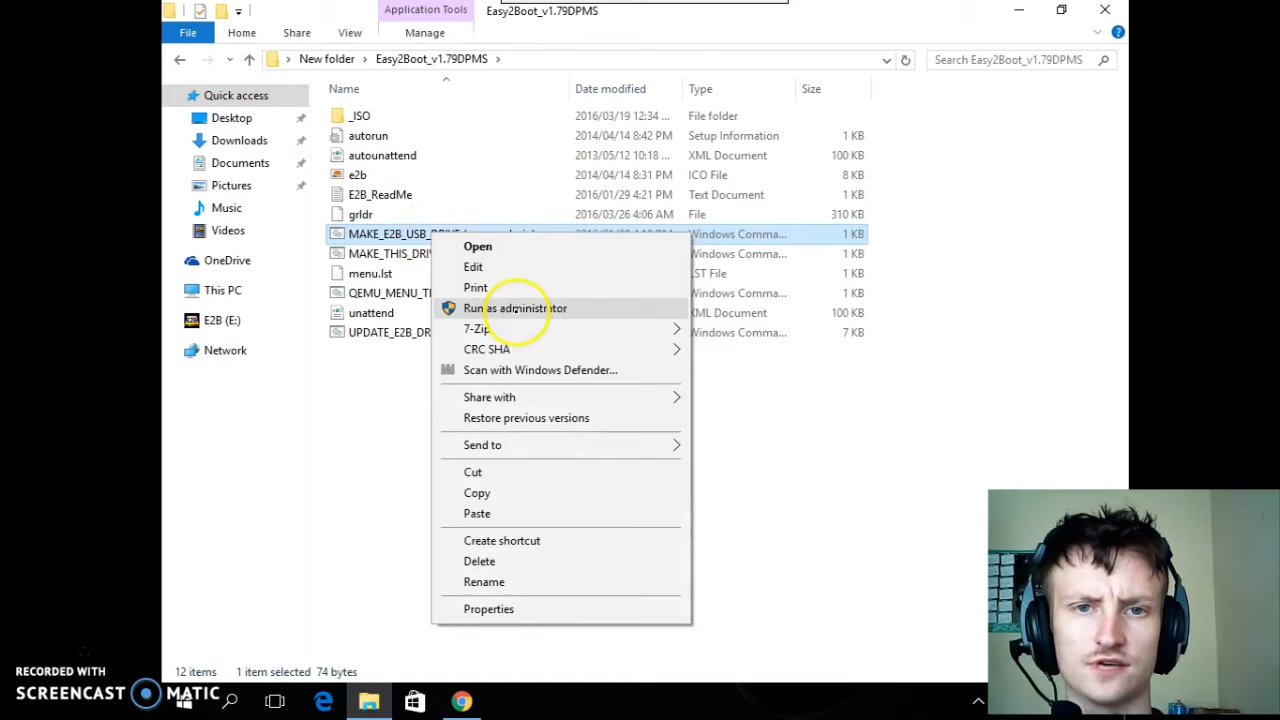 Application Tools
Easy2Boot_v1.79DPMS
File
Home
Share
View
Manage
New folder
Easy2Boot_v1.79DPMS
Search Easy2Boot_v1.79DPMS
Name
Date modified
Type
Size
Quick access
Desktop
Downloads
Documents
Pictures
Music
Videos
OneDrive
This PC
E2B (E:)
Network
_ISO 2016/03/19 12:34 ... File folder
autorun 2014/04/14 8:42 PM Setup Information 1 KB
autounattend 2013/05/12 10:18 ... XML Document 100 KB
e2b 2014/04/14 8:31 PM ICO File 8 KB
E2B_ReadMe 2016/01/29 4:21 PM Text Document 1 KB
grldr 2016/03/26 4:06 AM File 310 KB
MAKE_E2B_USB_ Windows Comma... 1 KB
MAKE_THIS_DRI Windows Comma... 1 KB
menu.lst LST File 1 KB
QEMU_MENU_T Windows Comma... 1 KB
unattend XML Document 100 KB
UPDATE_E2B_DR Windows Comma... 7 KB
Open
Edit
Print
Run as administrator
7-Zip
CRC SHA
Scan with Windows Defender...
Share with
Restore previous versions
Send to
Cut
Copy
Paste
Create shortcut
Delete
Rename
Properties
12 items 1 item selected 74 bytes
RECORDED WITH
SCREENCAST MATIC